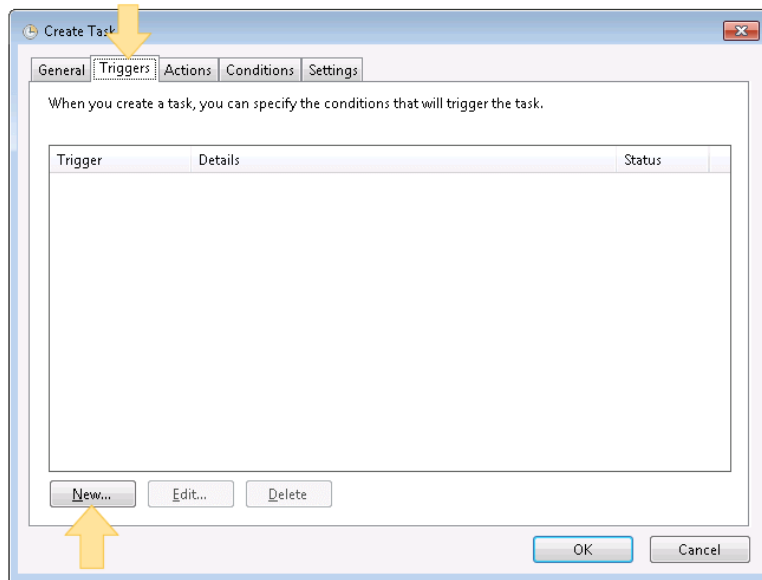 Create Task
General Triggers Actions Conditions Settings
When you create a task, you can specify the conditions that will trigger the task.
Trigger Details Status
New... Edit... Delete
OK Cancel